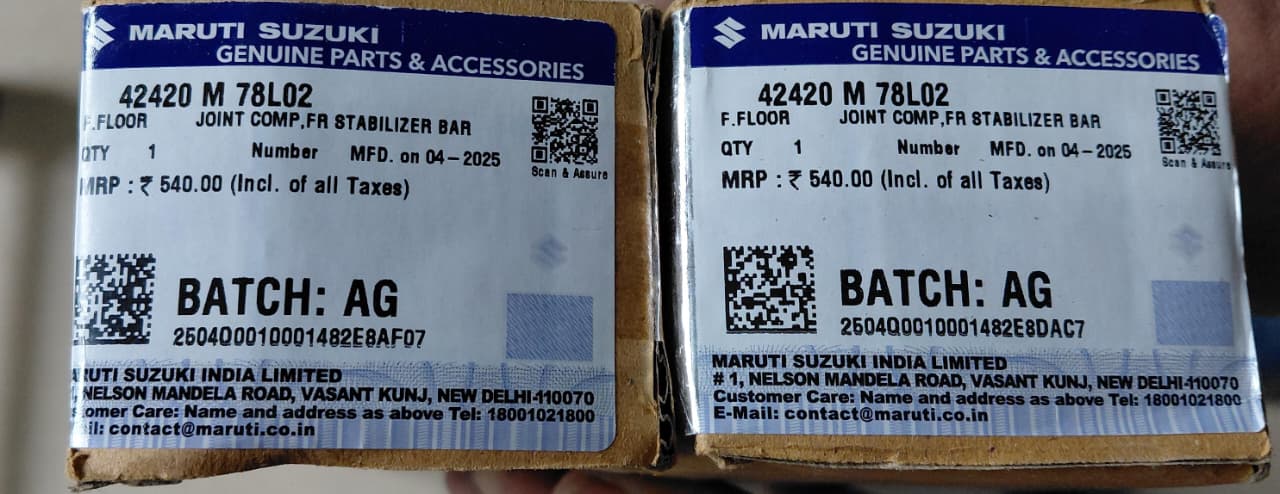 MARUTI SUZUKI
GENUINE PARTS & ACCESSORIES
42420 M 78L02
F.FLOOR JOINT COMP,FR STABILIZER BAR
QTY 1 Number MFD. on 04-2025
MRP : ₹ 540.00 (Incl. of all Taxes)
Scan & Assure
BATCH: AG
2504Q0010001482E8AF07
ARUTI SUZUKI INDIA LIMITED
, NELSON MANDELA ROAD, VASANT KUNJ, NEW DELHI-110070
tomer Care: Name and address as above Tel: 18001021800
ail: contact@maruti.co.in
MARUTI SUZUKI
GENUINE PARTS & ACCESSORIES
42420 M 78L02
F.FLOOR JOINT COMP,FR STABILIZER BAR
QTY 1 Number MFD. on 04-2025
MRP : ₹ 540.00 (Incl. of all Taxes)
Scan & Assure
BATCH: AG
2504Q0010001482E8DAC7
MARUTI SUZUKI INDIA LIMITED
# 1, NELSON MANDELA ROAD, VASANT KUNJ, NEW DELHI-110070
Customer Care: Name and address as above Tel: 18001021800
E-Mail: contact@maruti.co.in